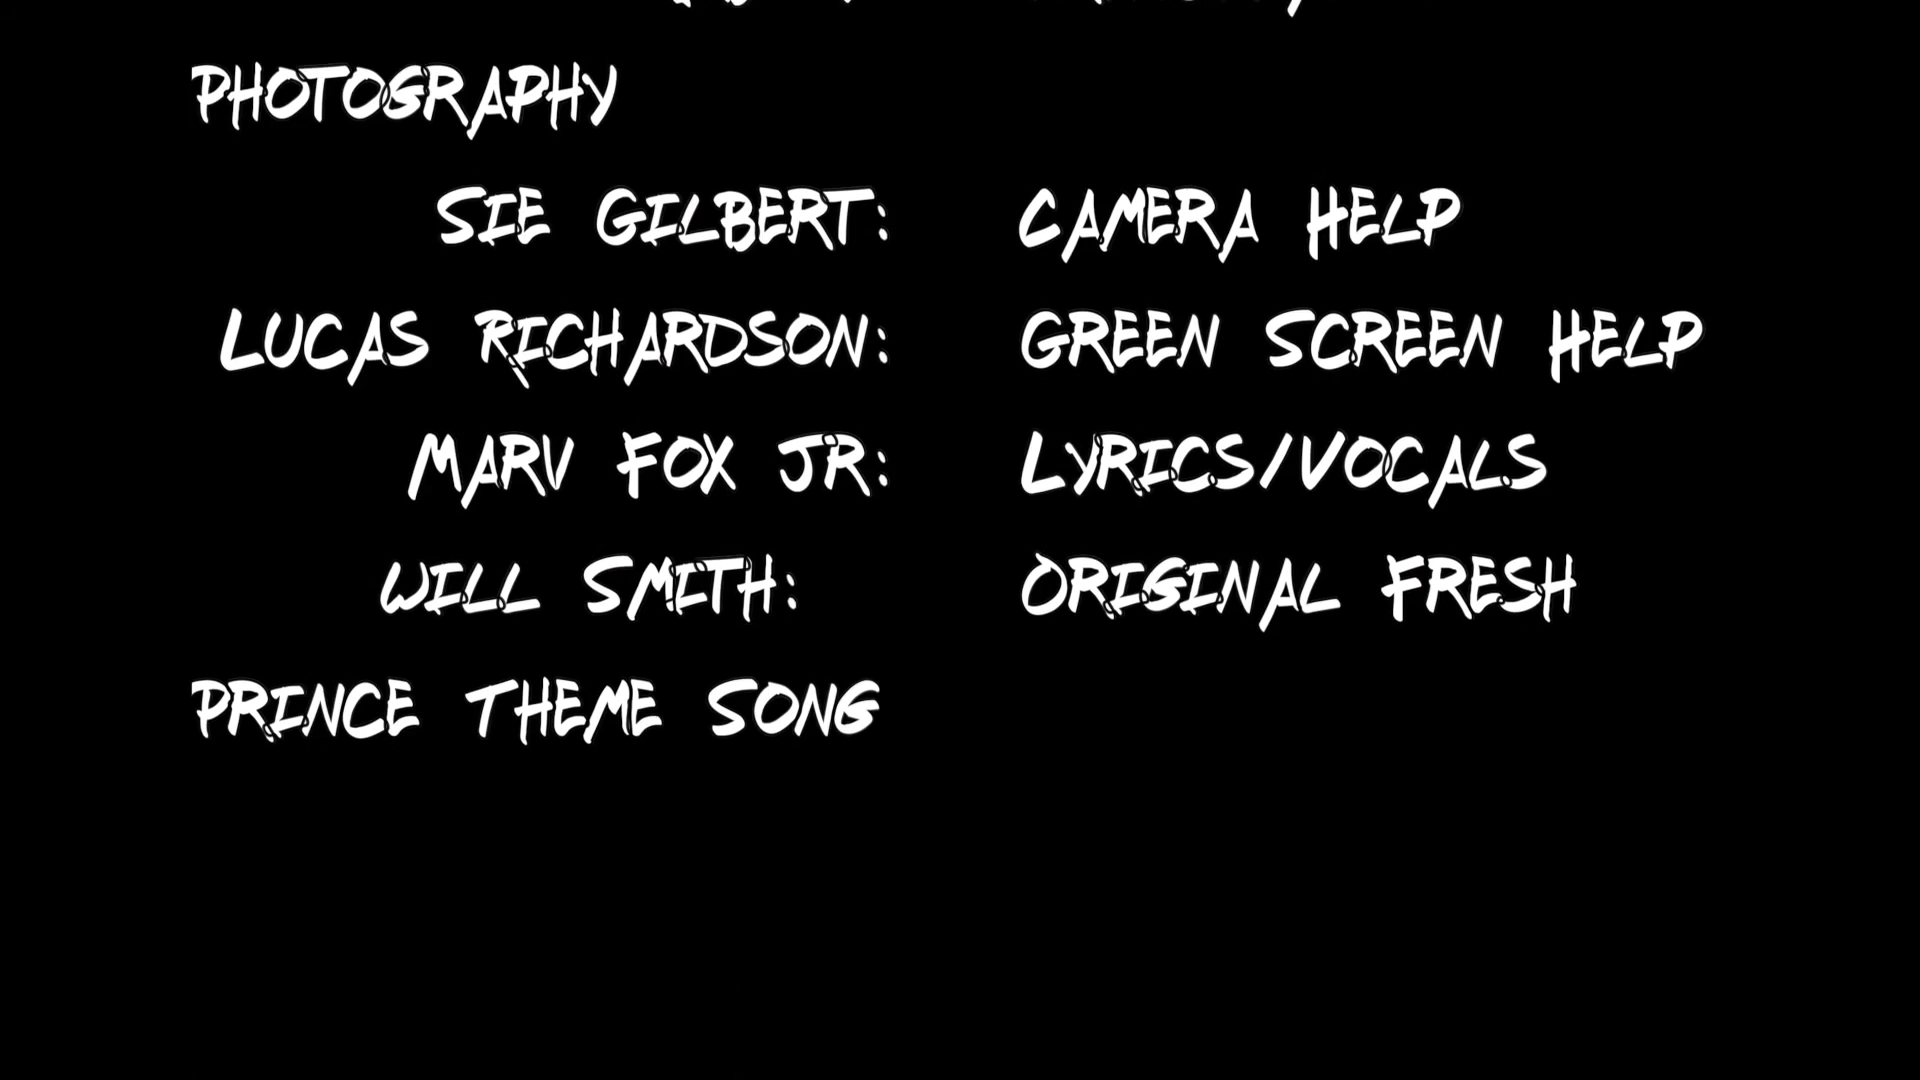 PHOTOGRAPHY
SIE GILBERT: CAMERA HELP
LUCAS RICHARDSON: GREEN SCREEN HELP
MARV FOX JR: LYRICS/VOCALS
WILL SMITH: ORIGINAL FRESH
PRINCE THEME SONG